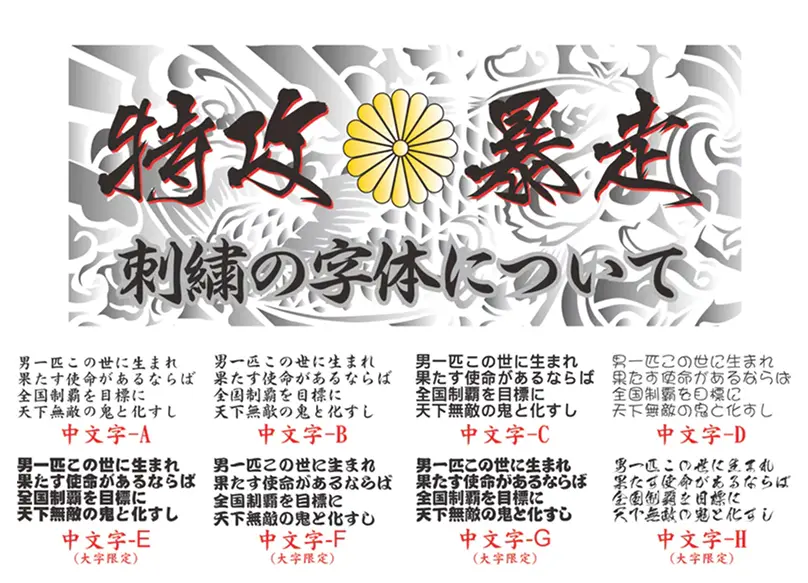 特攻 暴走
刺繍の字体について
男一匹この世に生まれ
果たす使命があるならば
全国制覇を目標に
天下無敵の鬼と化すし
中文字-A
男一匹この世に生まれ
果たす使命があるならば
全国制覇を目標に
天下無敵の鬼と化すし
中文字-B
男一匹この世に生まれ
果たす使命があるならば
全国制覇を目標に
天下無敵の鬼と化すし
中文字-C
男一匹この世に生まれ
果たす使命があるならば
全国制覇を目標に
天下無敵の鬼と化すし
中文字-D
男一匹この世に生まれ
果たす使命があるならば
全国制覇を目標に
天下無敵の鬼と化すし
中文字-E
(大字限定)
男一匹この世に生まれ
果たす使命があるならば
全国制覇を目標に
天下無敵の鬼と化すし
中文字-F
(大字限定)
男一匹この世に生まれ
果たす使命があるならば
全国制覇を目標に
天下無敵の鬼と化すし
中文字-G
(大字限定)
男一匹この世に生まれ
果たす使命があるならば
全国制覇を目標に
天下無敵の鬼と化すし
中文字-H
(大字限定)